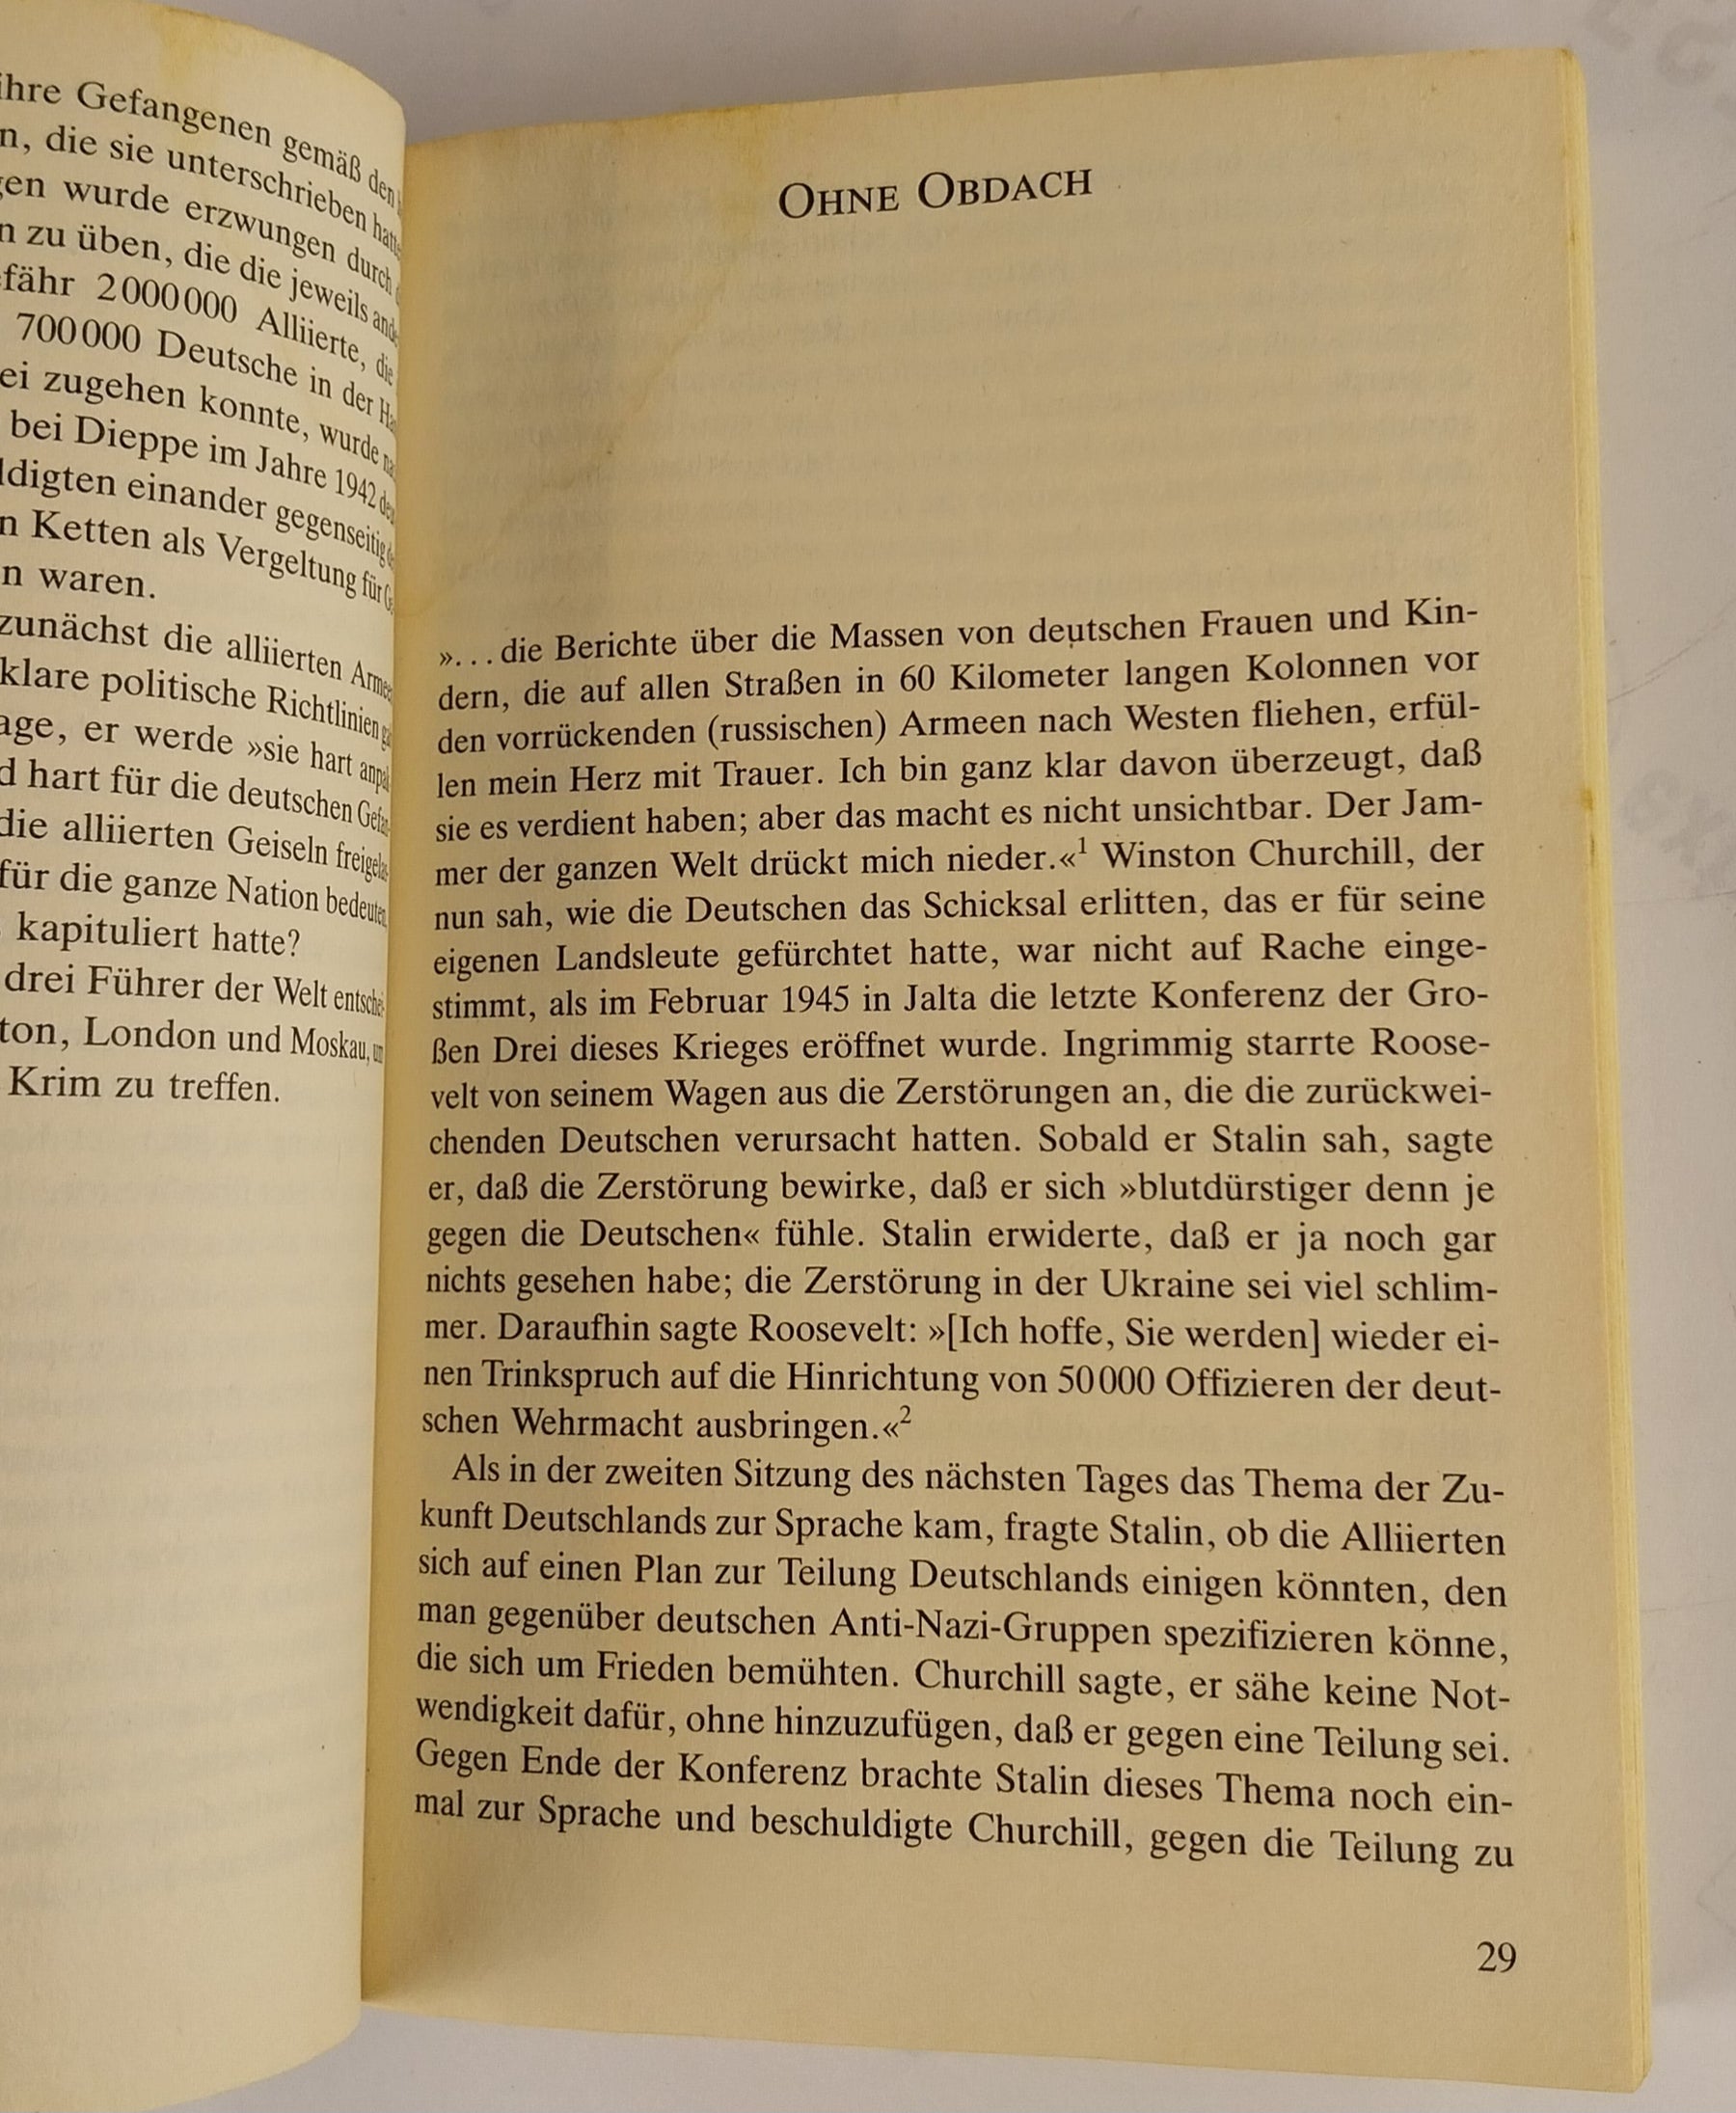 ihre Gefangenen gemäß den
die sie unterschrieben
wurde erzwungen durch
zu üben, die die jeweils
2000000 Alliierte, die
700000 Deutsche in der
zugehen konnte, wurde
bei Dieppe im Jahre 1942
einander gegenseitig
Ketten als Vergeltung für
waren.
zunächst die alliierten
klare politische Richtlinien
er werde »sie hart
hart für die deutschen
die alliierten Geiseln
für die ganze Nation
kapituliert hatte?
drei Führer der Welt
London und Moskau,
Krim zu treffen.
OHNE OBDACH
»...die Berichte über die Massen von deutschen Frauen und Kin-
dern, die auf allen Straßen in 60 Kilometer langen Kolonnen vor
den vorrückenden (russischen) Armeen nach Westen fliehen, erfül-
len mein Herz mit Trauer. Ich bin ganz klar davon überzeugt, daß
sie es verdient haben; aber das macht es nicht unsichtbar. Der Jam-
mer der ganzen Welt drückt mich nieder.«¹ Winston Churchill, der
nun sah, wie die Deutschen das Schicksal erlitten, das er für seine
eigenen Landsleute gefürchtet hatte, war nicht auf Rache einge-
stimmt, als im Februar 1945 in Jalta die letzte Konferenz der Gro-
ßen Drei dieses Krieges eröffnet wurde. Ingrimmig starrte Roose-
velt von seinem Wagen aus die Zerstörungen an, die die zurückwei-
chenden Deutschen verursacht hatten. Sobald er Stalin sah, sagte
er, daß die Zerstörung bewirke, daß er sich »blutdürstiger denn je
gegen die Deutschen« fühle. Stalin erwiderte, daß er ja noch gar
nichts gesehen habe; die Zerstörung in der Ukraine sei viel schlim-
mer. Daraufhin sagte Roosevelt: »[Ich hoffe, Sie werden] wieder ei-
nen Trinkspruch auf die Hinrichtung von 50000 Offizieren der deut-
schen Wehrmacht ausbringen.«²
Als in der zweiten Sitzung des nächsten Tages das Thema der Zu-
kunft Deutschlands zur Sprache kam, fragte Stalin, ob die Alliierten
sich auf einen Plan zur Teilung Deutschlands einigen könnten, den
man gegenüber deutschen Anti-Nazi-Gruppen spezifizieren könne,
die sich um Frieden bemühten. Churchill sagte, er sähe keine Not-
wendigkeit dafür, ohne hinzuzufügen, daß er gegen eine Teilung sei.
Gegen Ende der Konferenz brachte Stalin dieses Thema noch ein-
mal zur Sprache und beschuldigte Churchill, gegen die Teilung zu
29